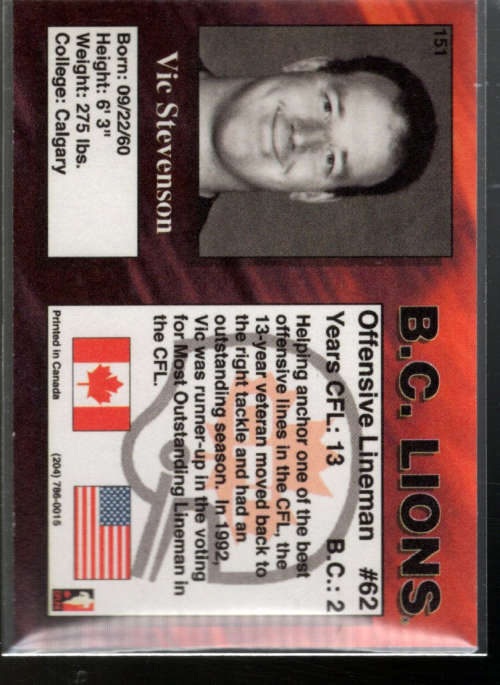 151
Vic Stevenson
Born: 09/22/60
Height: 6' 3"
Weight: 275 lbs.
College: Calgary
B.C. LIONS
Offensive Lineman #62
Years CFL: 13 B.C.: 2
Helping anchor one of the best
offensive lines in the CFL, the
13-year veteran moved back to
the right tackle and had an
outstanding season. In 1992,
Vic was runner-up in the voting
for Most Outstanding Lineman in
the CFL.
Printed in Canada
(204) 786-0015